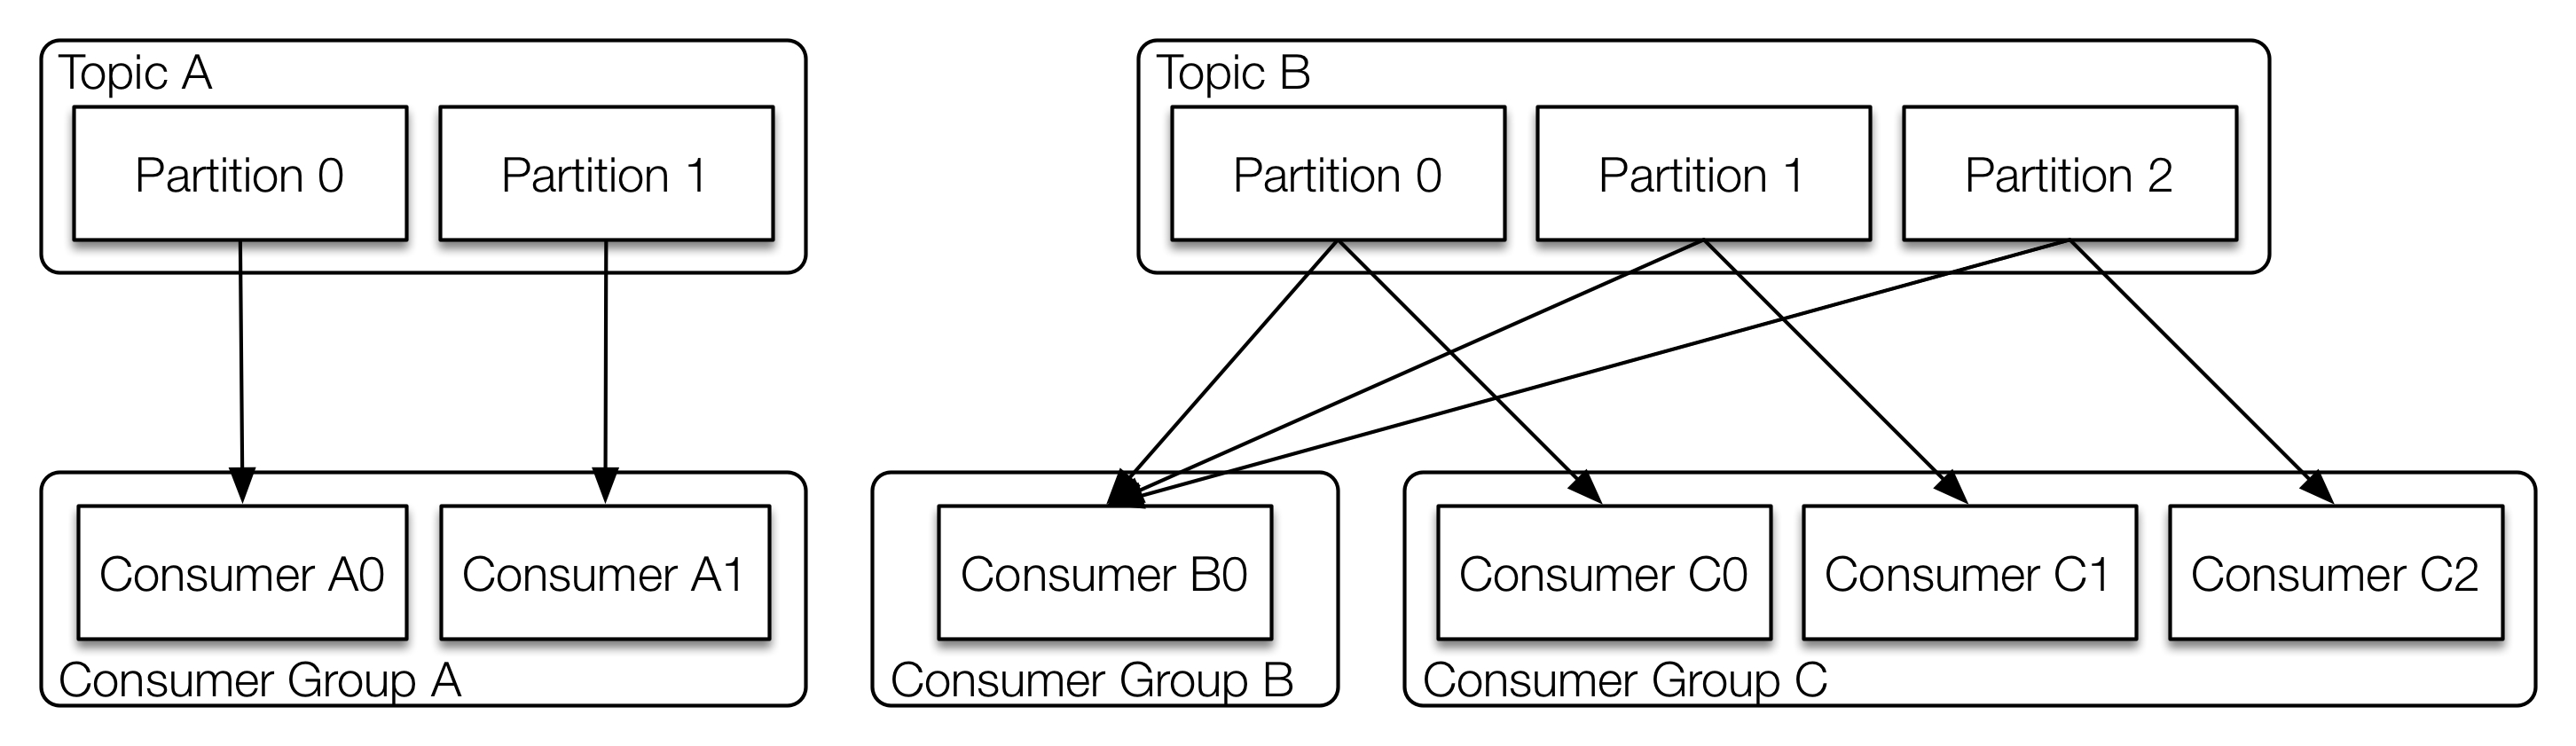 Topic A
Partition 0
Partition 1
Topic B
Partition 0
Partition 1
Partition 2
Consumer A0
Consumer A1
Consumer Group A
Consumer B0
Consumer Group B
Consumer C0
Consumer C1
Consumer C2
Consumer Group C